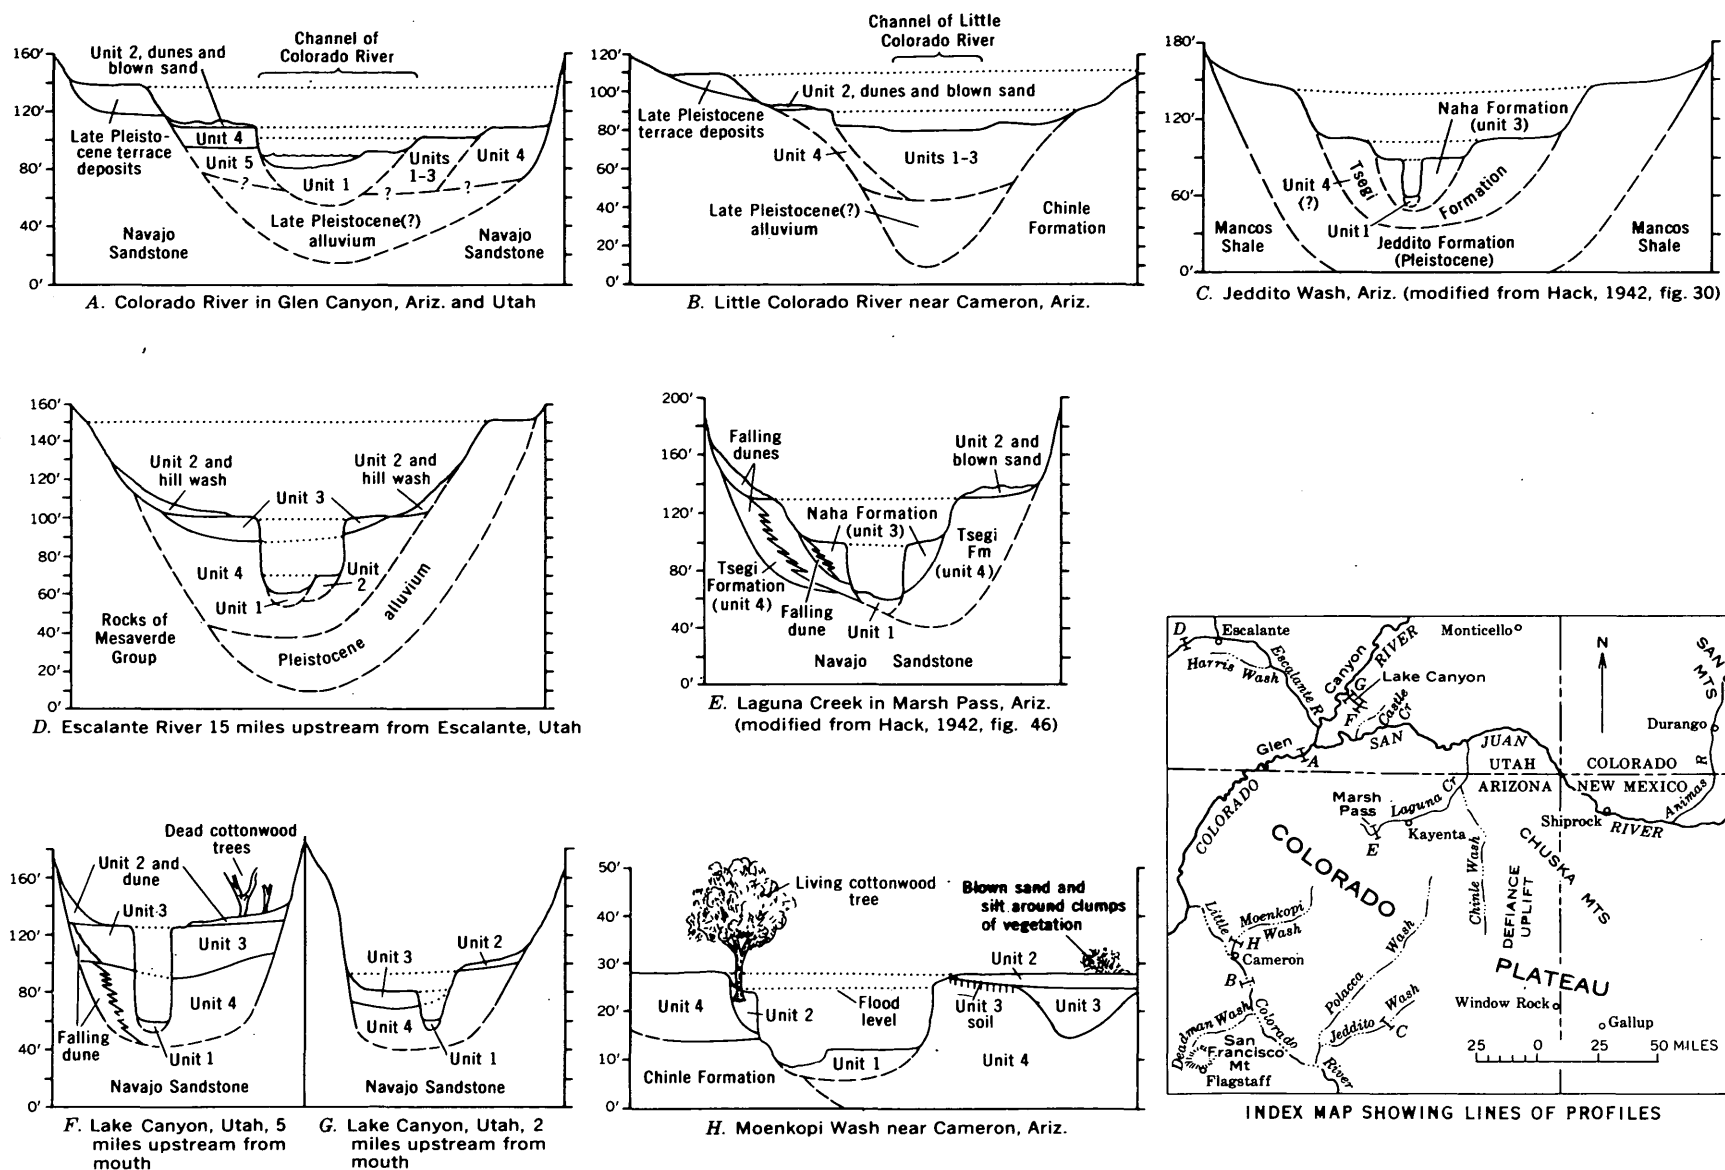 160'
120'
80'
40'
0'
Unit 2, dunes and
blown sand
Channel of
Colorado River
Late Pleisto-
cene terrace
deposits
Unit 4
Unit 5
?
Unit 1
?
Units
1-3
?
Unit 4
Late Pleistocene(?)
alluvium
Navajo
Sandstone
Navajo
Sandstone
A. Colorado River in Glen Canyon, Ariz. and Utah
120'
100'
80'
60'
40'
20'
0'
Channel of Little
Colorado River
Unit 2, dunes and blown sand
Late Pleistocene
terrace deposits
Unit 4
Units 1-3
Late Pleistocene(?)
alluvium
Chinle
Formation
B. Little Colorado River near Cameron, Ariz.
180'
120'
60'
0'
Naha Formation
(unit 3)
Unit 4
(?)
Tsegi
Formation
Unit 1
Jeddito Formation
(Pleistocene)
Mancos
Shale
Mancos
Shale
C. Jeddito Wash, Ariz. (modified from Hack, 1942, fig. 30)
160'
140'
120'
100'
80'
60'
40'
20'
0'
Unit 2 and
hill wash
Unit 3
Unit 2 and
hill wash
Unit 4
Unit
2
Unit 1
Pleistocene
alluvium
Rocks of
Mesaverde
Group
D. Escalante River 15 miles upstream from Escalante, Utah
200'
160'
120'
80'
40'
0'
Falling
dunes
Unit 2 and
blown sand
Naha Formation
(unit 3)
Tsegi
Fm
(unit 4)
Tsegi
Formation
(unit 4)
Falling
dune
Unit 1
Navajo Sandstone
E. Laguna Creek in Marsh Pass, Ariz.
(modified from Hack, 1942, fig. 46)
160'
120'
80'
40'
0'
Dead cottonwood
trees
Unit 2 and
dune
Unit 3
Unit 3
Unit 4
Falling
dune
Unit 1
Navajo Sandstone
F. Lake Canyon, Utah, 5
miles upstream from
mouth
Unit 3
Unit 2
Unit 4
Unit 1
Navajo Sandstone
G. Lake Canyon, Utah, 2
miles upstream from
mouth
50'
40'
30'
20'
10'
0'
Living cottonwood
tree
Blown sand and
silt around clumps
of vegetation
Unit 2
Unit 4
Unit 2
Flood
level
Unit 3
soil
Unit 3
Unit 1
Unit 4
Chinle Formation
H. Moenkopi Wash near Cameron, Ariz.
D
Escalante
Harris Wash
Escalante R
Canyon
RIVER
Monticello
N
SAN
MTS
G
Lake Canyon
F
Castle
Cr
Durango
Glen
A
SAN
JUAN
UTAH
COLORADO
ARIZONA
NEW MEXICO
Animas R
COLORADO
Marsh
Pass
Laguna Cr
E
Kayenta
Shiprock
RIVER
COLORADO
PLATEAU
Chinle Wash
DEFIANCE
UPLIFT
CHUSKA MTS
Little
Colorado
River
Moenkopi
Wash
H
Cameron
B
Polacca Wash
Jeddito Wash
C
Window Rock
Gallup
Deadman Wash
San
Francisco
Mt
Flagstaff
25 0 25 50 MILES
INDEX MAP SHOWING LINES OF PROFILES